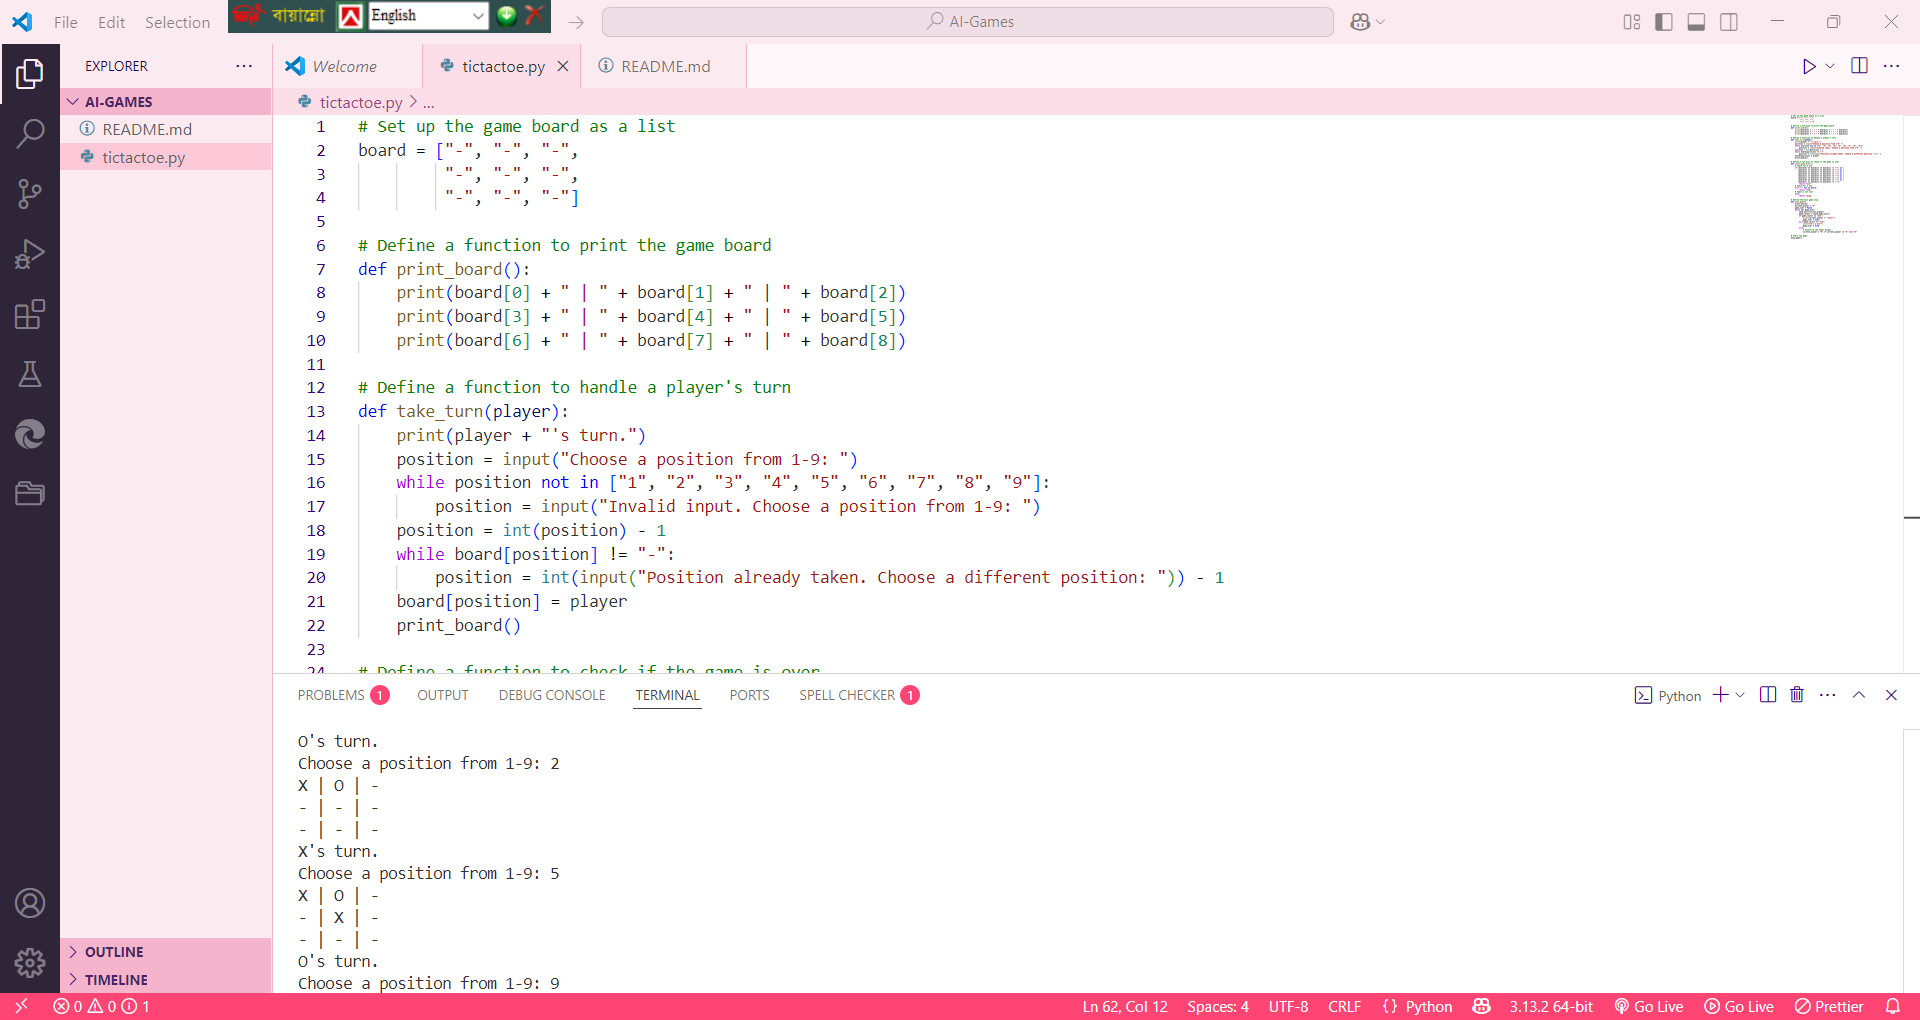 File Edit Selection
চিত্র বায়ান্নো English
AI-Games
EXPLORER
Welcome
tictactoe.py
README.md
AI-GAMES
README.md
tictactoe.py
tictactoe.py > ...
1 # Set up the game board as a list
2 board = ["-", "-", "-",
3 "-", "-", "-",
4 "-", "-", "-"]
5
6 # Define a function to print the game board
7 def print_board():
8 print(board[0] + " | " + board[1] + " | " + board[2])
9 print(board[3] + " | " + board[4] + " | " + board[5])
10 print(board[6] + " | " + board[7] + " | " + board[8])
11
12 # Define a function to handle a player's turn
13 def take_turn(player):
14 print(player + "'s turn.")
15 position = input("Choose a position from 1-9: ")
16 while position not in ["1", "2", "3", "4", "5", "6", "7", "8", "9"]:
17 position = input("Invalid input. Choose a position from 1-9: ")
18 position = int(position) - 1
19 while board[position] != "-":
20 position = int(input("Position already taken. Choose a different position: ")) - 1
21 board[position] = player
22 print_board()
23
24 # Define a function to check if the game is over
PROBLEMS 1 OUTPUT DEBUG CONSOLE TERMINAL PORTS SPELL CHECKER 1
Python
O's turn.
Choose a position from 1-9: 2
X | O | -
- | - | -
- | - | -
X's turn.
Choose a position from 1-9: 5
X | O | -
- | X | -
- | - | -
O's turn.
Choose a position from 1-9: 9
OUTLINE
TIMELINE
0 0 1
Ln 62, Col 12 Spaces: 4 UTF-8 CRLF {} Python 3.13.2 64-bit Go Live Go Live Prettier